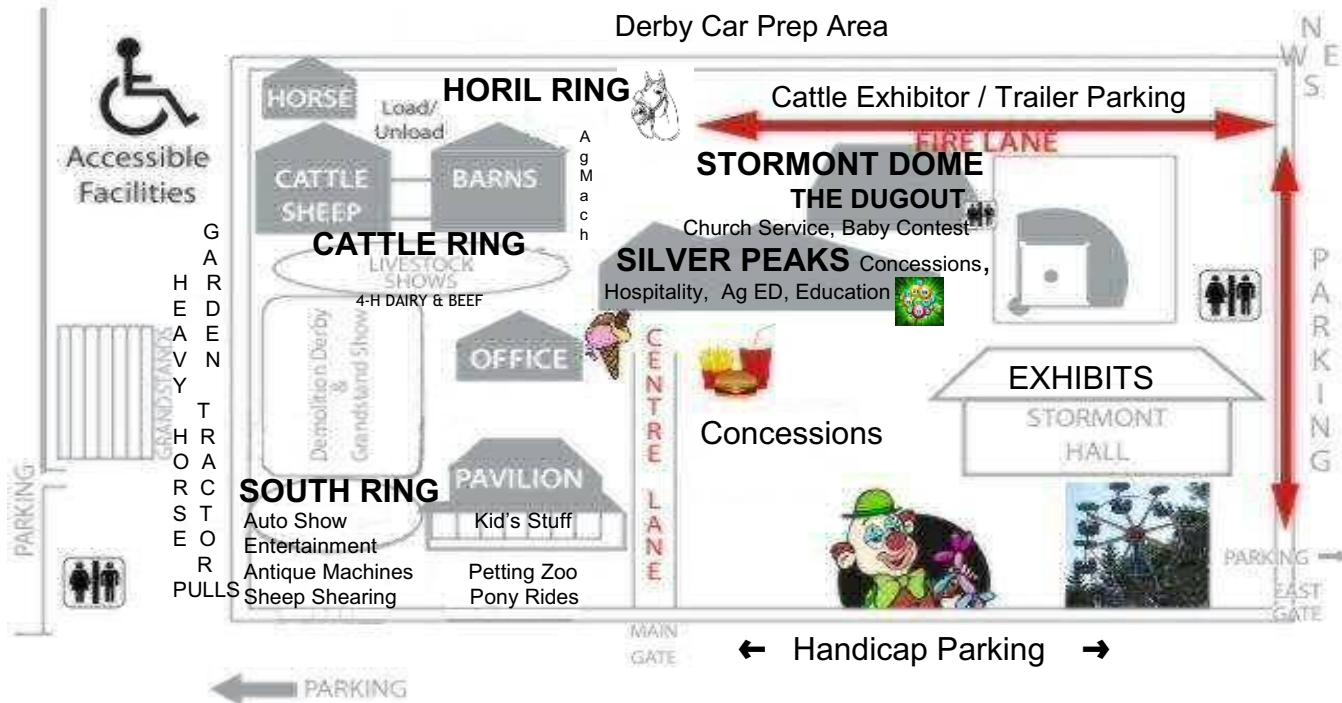 Derby Car Prep Area
N
W E
S
HORSE
Load/
Unload
HORIL RING
Cattle Exhibitor / Trailer Parking
FIRE LANE
Accessible
Facilities
CATTLE
SHEEP
BARNS
AgMach
STORMONT DOME
THE DUGOUT
Church Service, Baby Contest
CATTLE RING
LIVESTOCK
SHOWS
4-H DAIRY & BEEF
SILVER PEAKS Concessions,
Hospitality, Ag ED, Education
PARKING
GARDEN TRACTOR
HEAVY HORSE
PULLS
GRANDSTANDS
Demolition Derby
&
Grandstand Show
OFFICE
CENTRE LANE
Concessions
EXHIBITS
STORMONT
HALL
PARKING
SOUTH RING
Auto Show
Entertainment
Antique Machines
Sheep Shearing
PAVILION
Kid's Stuff
Petting Zoo
Pony Rides
PARKING
EAST
GATE
MAIN
GATE
← Handicap Parking →
PARKING